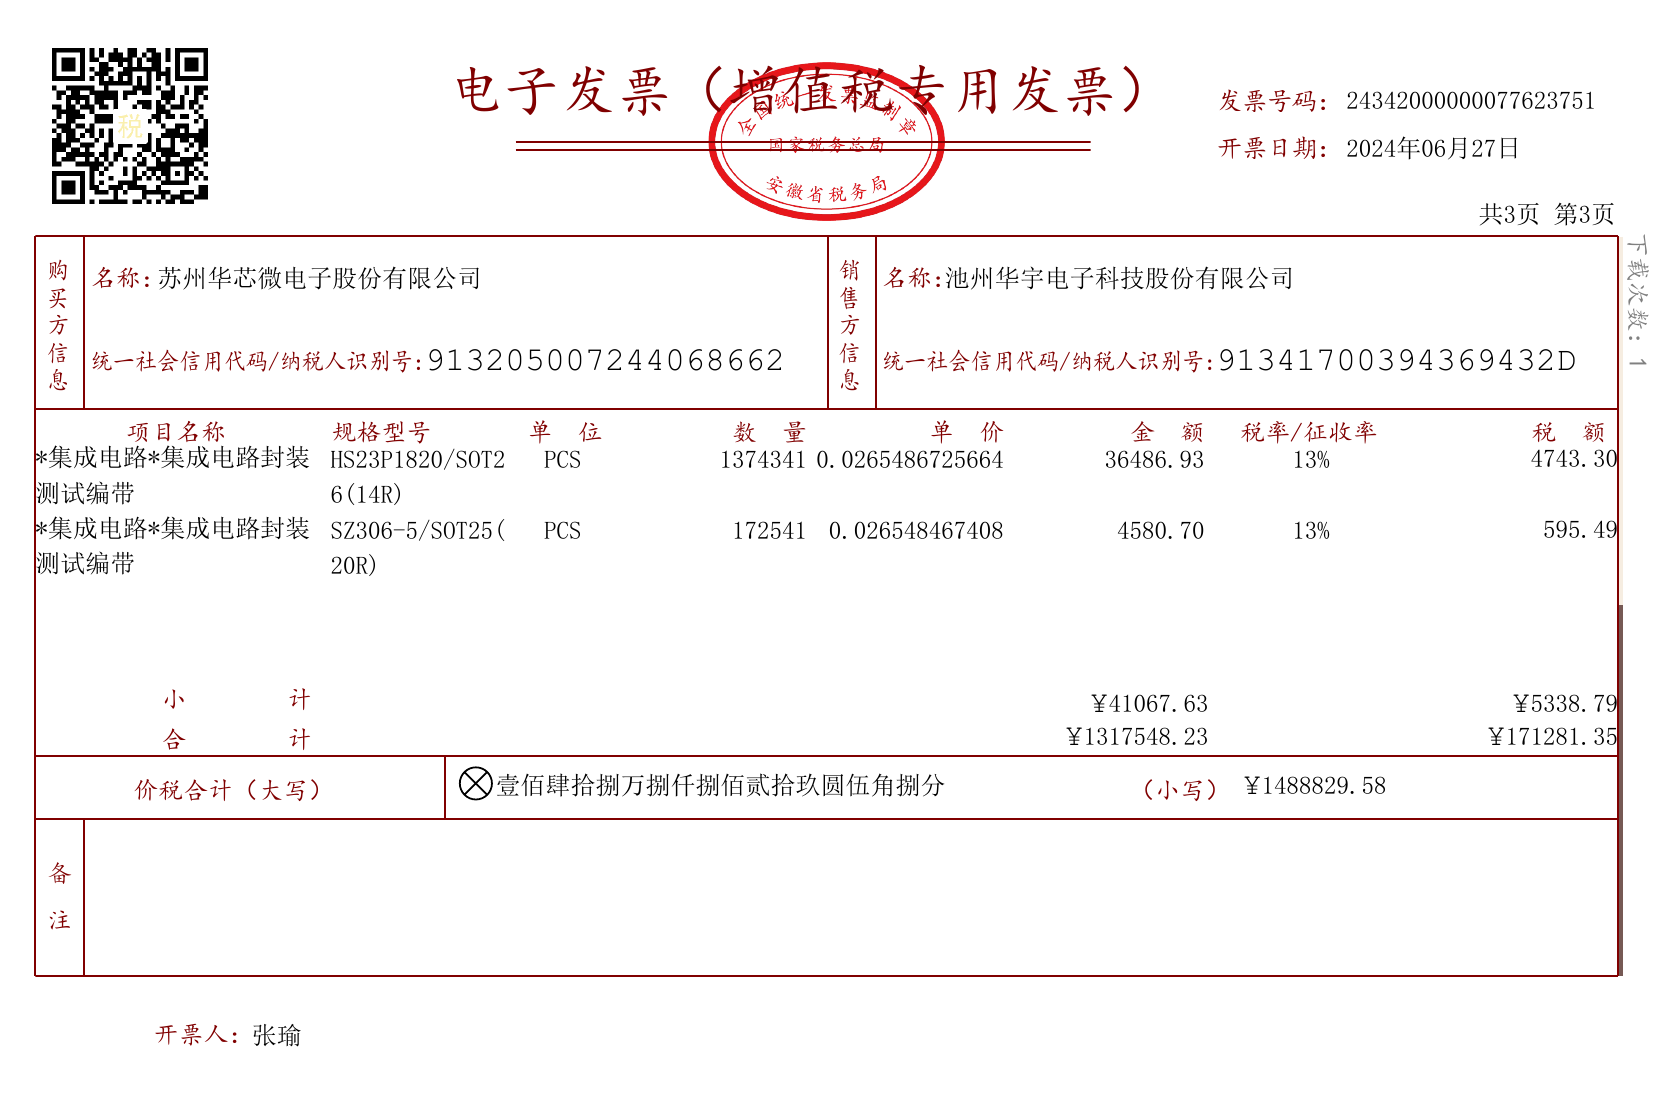 电子发票（增值税专用发票）
税
全国统一发票监制章
国家税务总局
安徽省税务局
发票号码：24342000000077623751
开票日期：2024年06月27日
共3页 第3页
下载次数：1
购买方信息
名称：苏州华芯微电子股份有限公司
统一社会信用代码/纳税人识别号：913205007244068662
销售方信息
名称：池州华宇电子科技股份有限公司
统一社会信用代码/纳税人识别号：91341700394369432D
项目名称 规格型号 单位 数量 单价 金额 税率/征收率 税额
*集成电路*集成电路封装 HS23P1820/SOT2 PCS 1374341 0.0265486725664 36486.93 13% 4743.30
测试编带 6(14R)
*集成电路*集成电路封装 SZ306-5/SOT25( PCS 172541 0.026548467408 4580.70 13% 595.49
测试编带 20R)
小计 ¥41067.63 ¥5338.79
合计 ¥1317548.23 ¥171281.35
价税合计（大写） ⊗壹佰肆拾捌万捌仟捌佰贰拾玖圆伍角捌分 （小写） ¥1488829.58
备注
开票人：张瑜